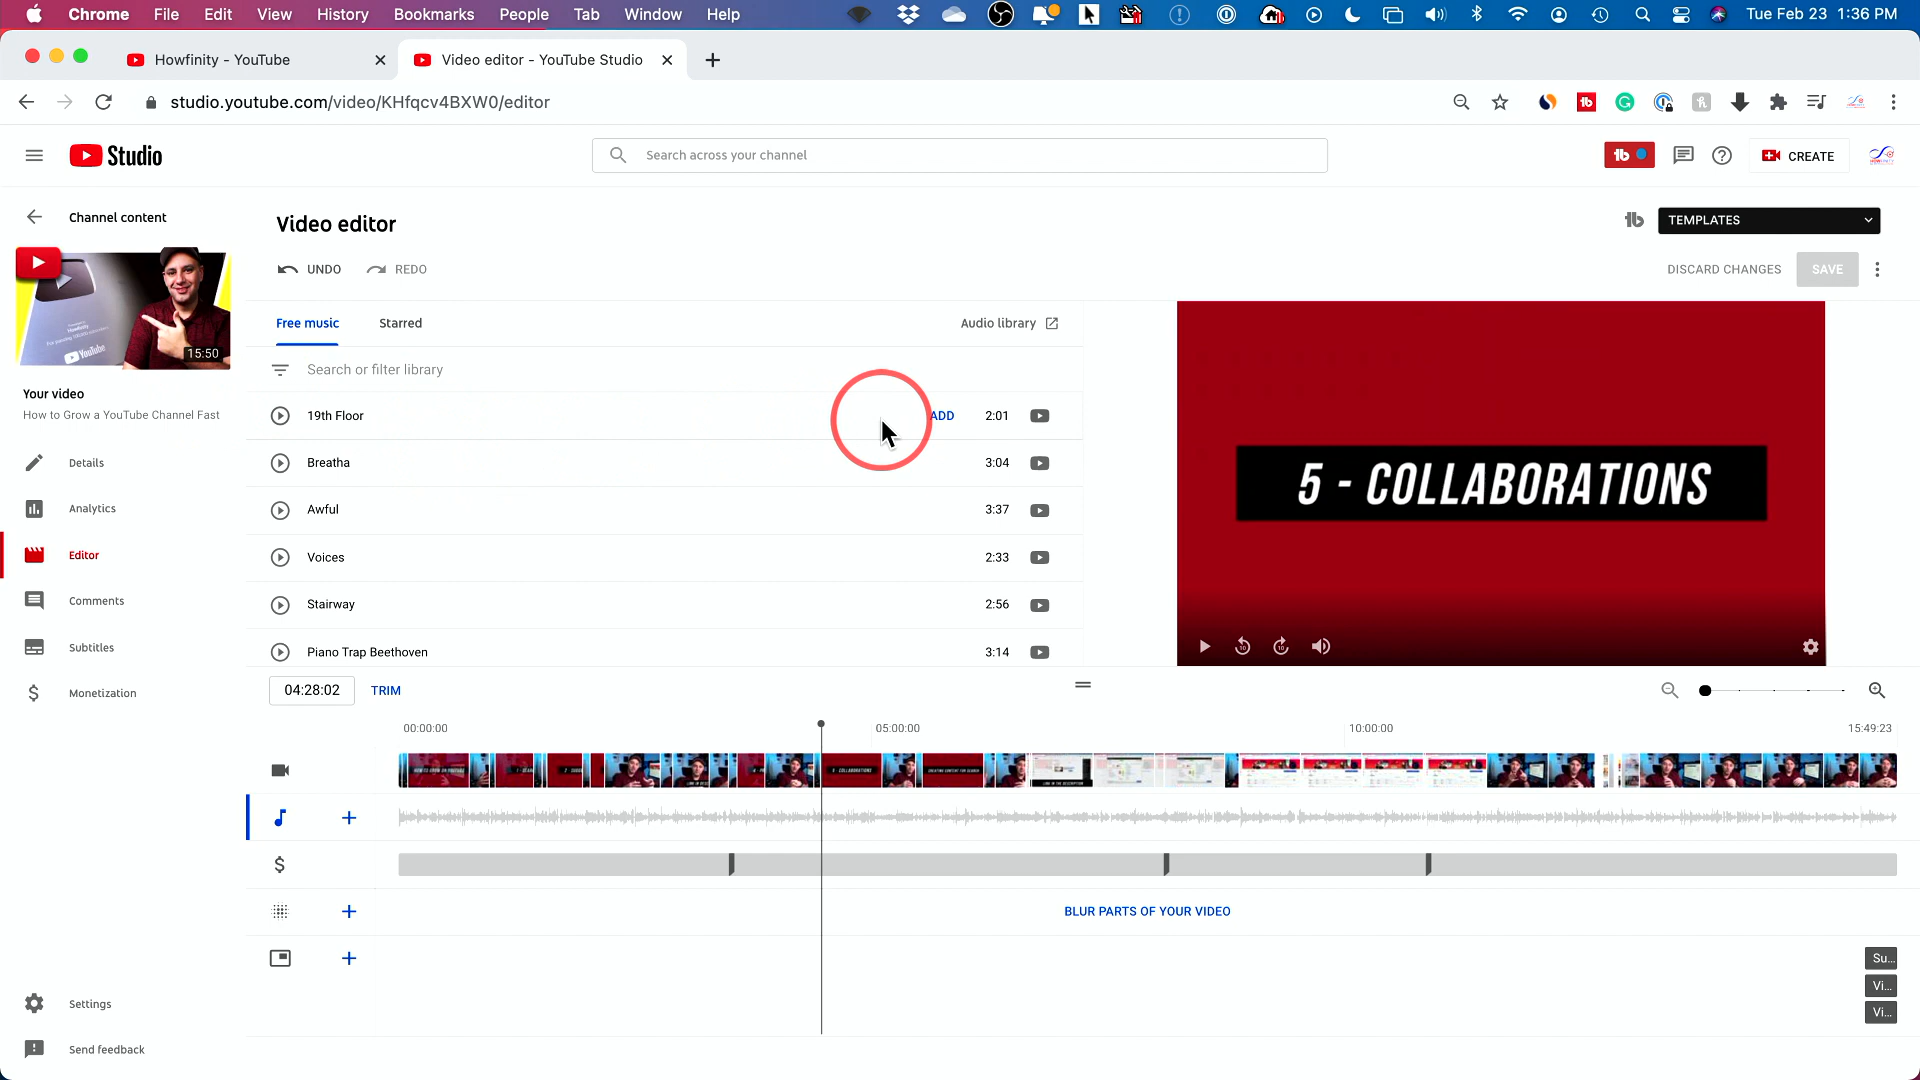 Chrome File Edit View History Bookmarks People Tab Window Help Tue Feb 23 1:36 PM
Howfinity - YouTube
Video editor - YouTube Studio
studio.youtube.com/video/KHfqcv4BXW0/editor
Studio
Search across your channel
CREATE
Channel content
Video editor
TEMPLATES
UNDO REDO
DISCARD CHANGES SAVE
YouTube
15:50
Your video
How to Grow a YouTube Channel Fast
Details
Analytics
Editor
Comments
Subtitles
Monetization
Settings
Send feedback
Free music Starred Audio library
Search or filter library
19th Floor ADD 2:01
Breatha 3:04
Awful 3:37
Voices 2:33
Stairway 2:56
Piano Trap Beethoven 3:14
5 - COLLABORATIONS
04:28:02 TRIM
00:00:00 05:00:00 10:00:00 15:49:23
BLUR PARTS OF YOUR VIDEO
Su...
Vi...
Vi...